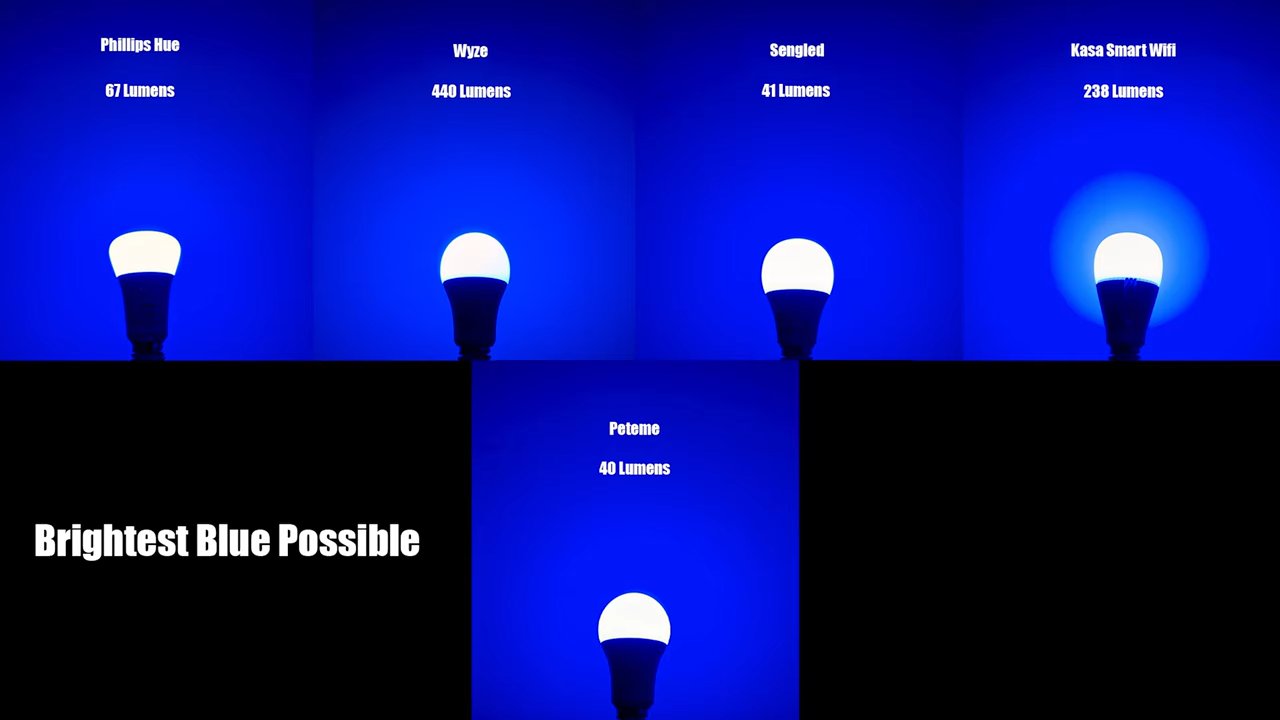 Phillips Hue
67 Lumens
Wyze
440 Lumens
Sengled
41 Lumens
Kasa Smart Wifi
238 Lumens
Peteme
40 Lumens
Brightest Blue Possible